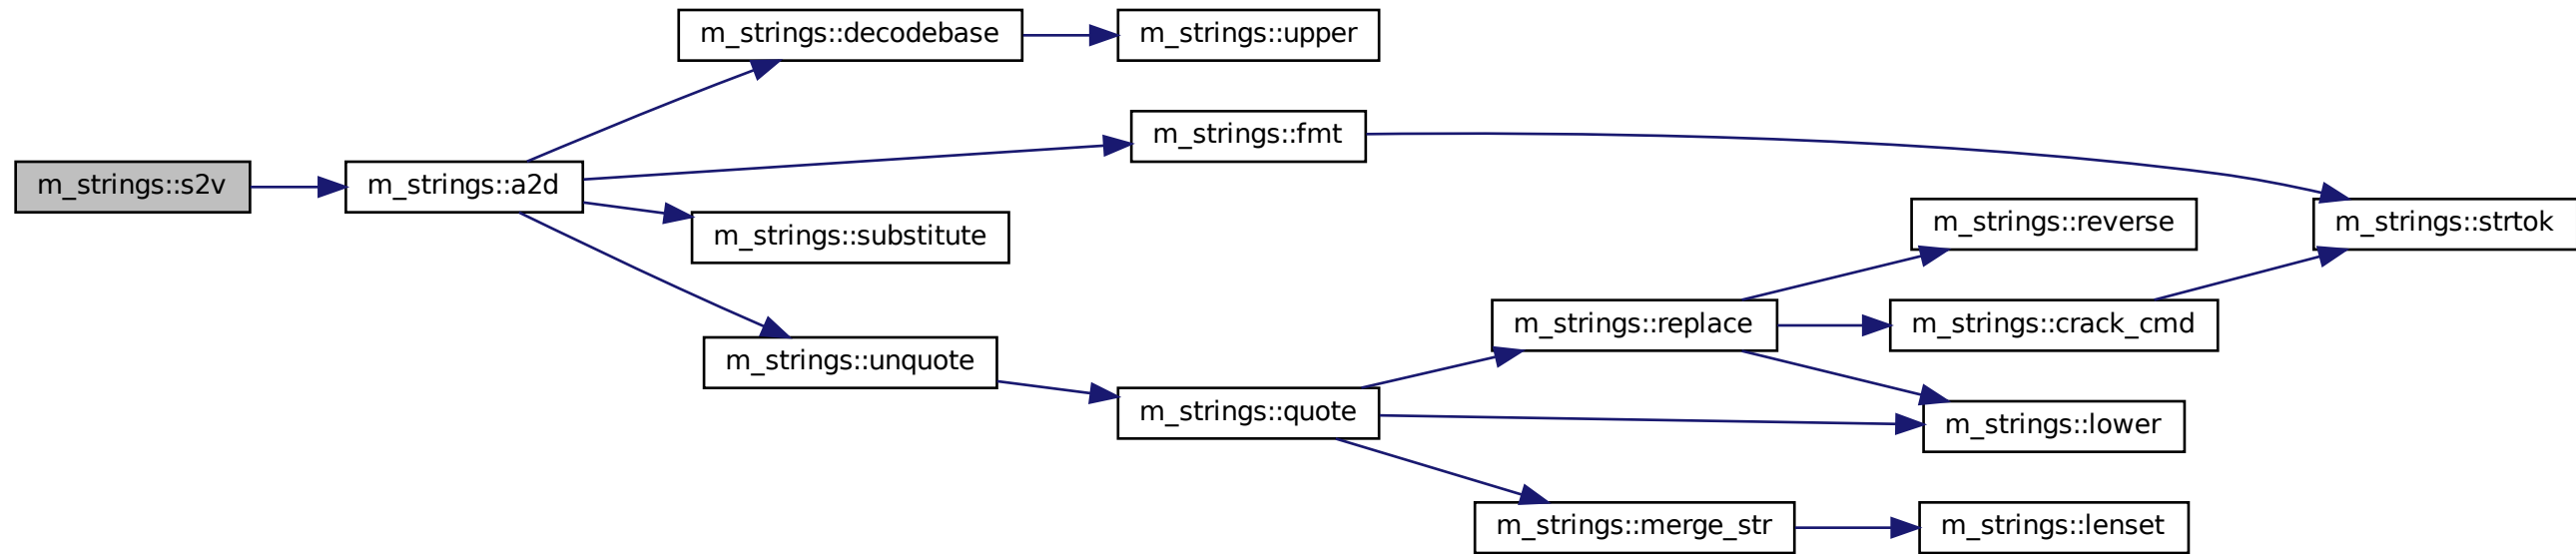 m_strings::decodebase
m_strings::upper
m_strings::fmt
m_strings::s2v
m_strings::a2d
m_strings::substitute
m_strings::reverse
m_strings::strtok
m_strings::replace
m_strings::crack_cmd
m_strings::unquote
m_strings::quote
m_strings::lower
m_strings::merge_str
m_strings::lenset